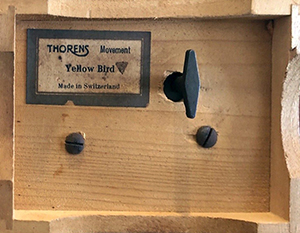 THORENS Movement
Yellow Bird
Made in Switzerland